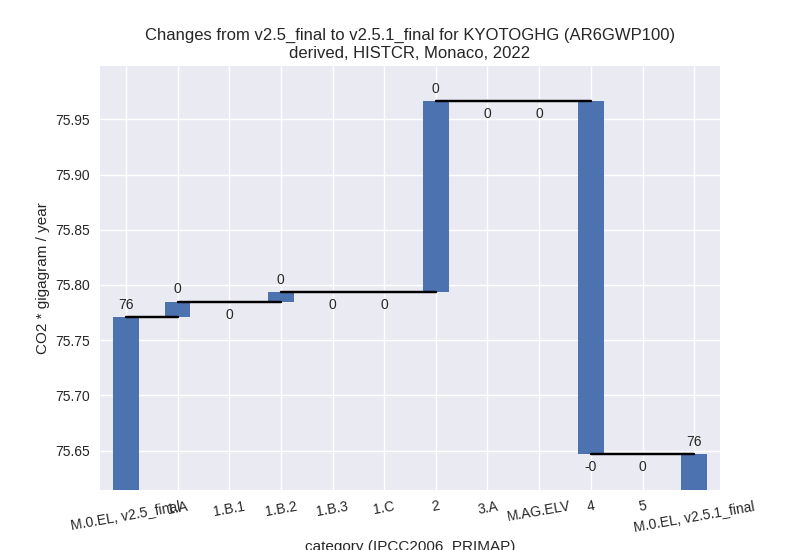 Changes from v2.5_final to v2.5.1_final for KYOTOGHG (AR6GWP100)
derived, HISTCR, Monaco, 2022
CO2 * gigagram / year
75.95
75.90
75.85
75.80
75.75
75.70
75.65
76
0
0
0
0
0
0
0
0
-0
0
76
M.0.EL, v2.5_final
1.A
1.B.1
1.B.2
1.B.3
1.C
2
3.A
M.AG.ELV
4
5
M.0.EL, v2.5.1_final
category (IPCC2006_PRIMAP)